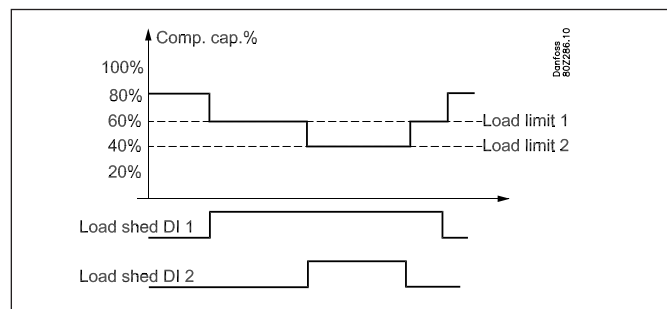 Comp. cap.%
Danfoss
80Z286.10
100%
80%
60%
Load limit 1
40%
Load limit 2
20%
Load shed DI 1
Load shed DI 2